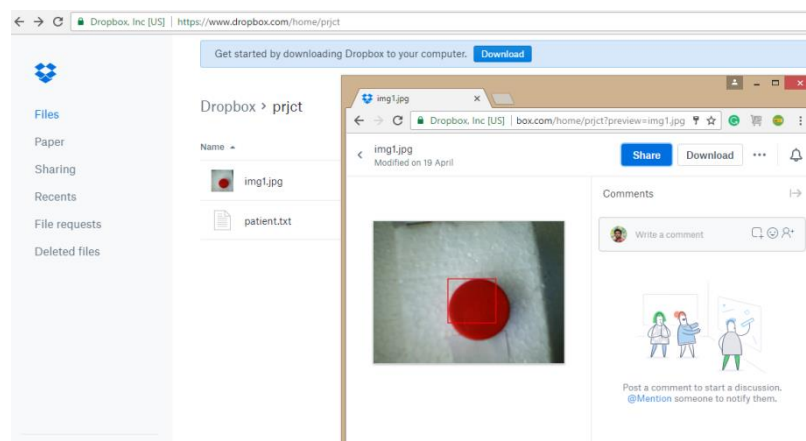 Dropbox, Inc [US] | https://www.dropbox.com/home/prjct
Get started by downloading Dropbox to your computer. Download
Files
Paper
Sharing
Recents
File requests
Deleted files
Dropbox > prjct
Name
img1.jpg
patient.txt
img1.jpg
Dropbox, Inc [US] | box.com/home/prjct?preview=img1.jpg
img1.jpg
Modified on 19 April
Share Download
Comments
Write a comment
Post a comment to start a discussion.
@Mention someone to notify them.